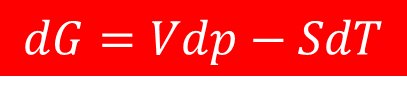 dG = Vdp − SdT